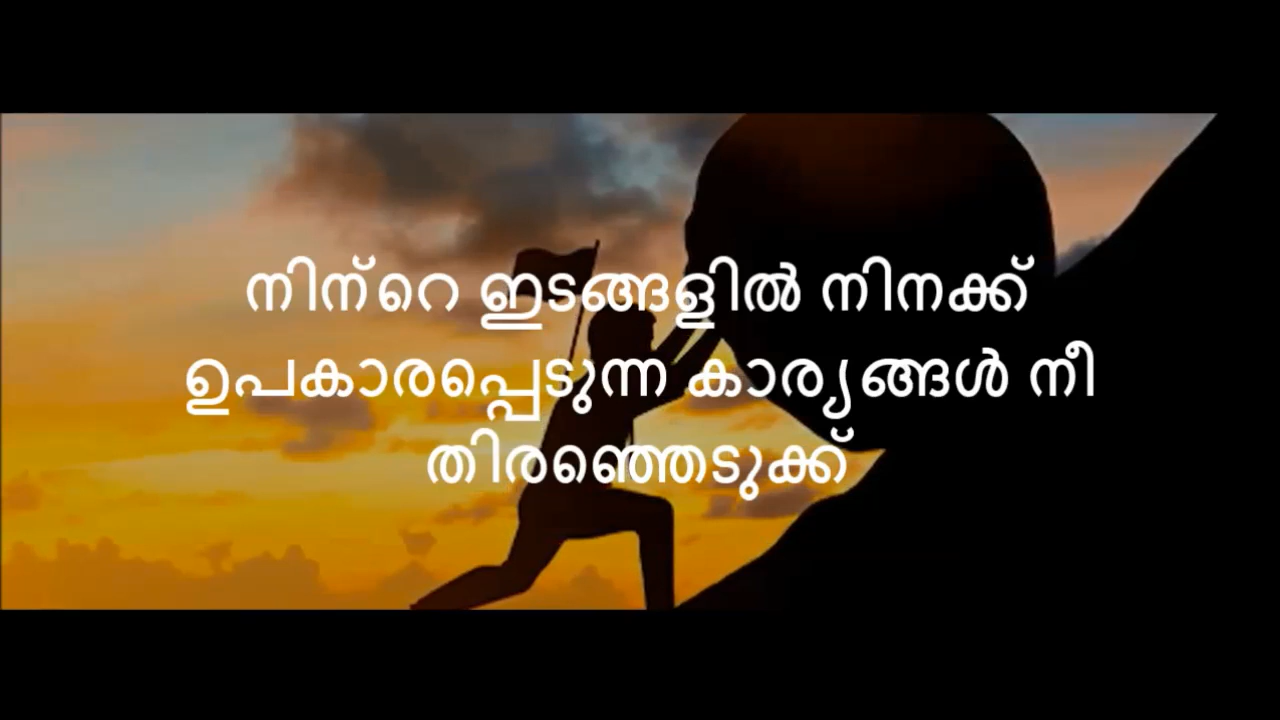 നിന്റെ ഇടങ്ങളിൽ നിനക്ക്
ഉപകാരപ്പെടുന്ന കാര്യങ്ങൾ നീ
തിരഞ്ഞെടുക്ക്